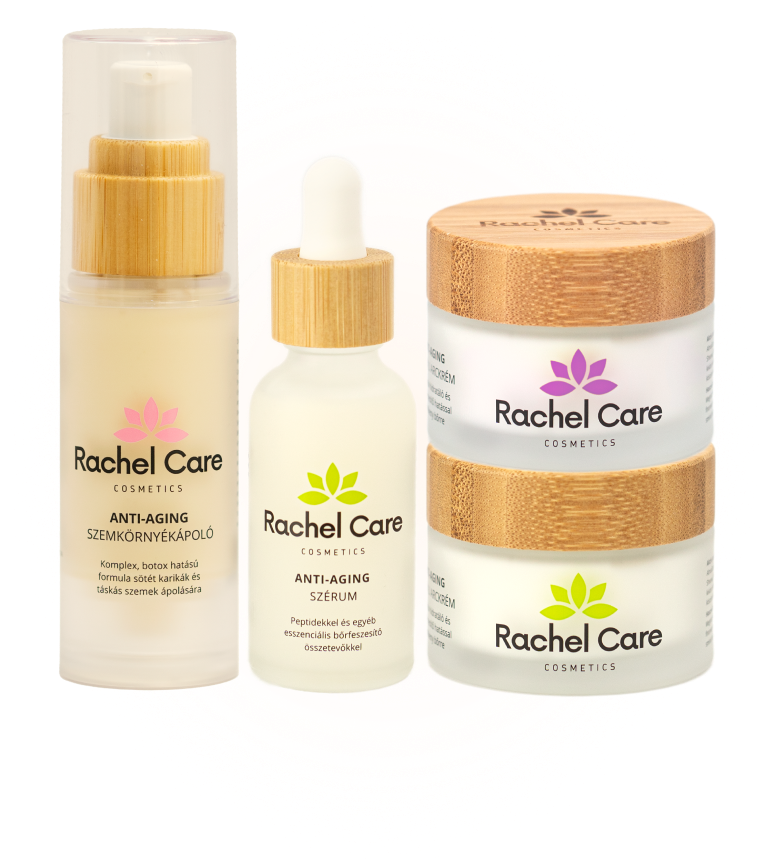 Rachel Care
COSMETICS
ANTI-AGING
SZEMKÖRNYÉKÁPOLÓ
Komplex, botox hatású
formula sötét karikák és
táskás szemek ápolására
Rachel Care
COSMETICS
ANTI-AGING
SZÉRUM
Peptidekkel és egyéb
esszenciális bőrfeszesítő
összetevőkkel
Rachel Care
COSMETICS
Rachel Care
COSMETICS
Rachel Care
COSMETICS